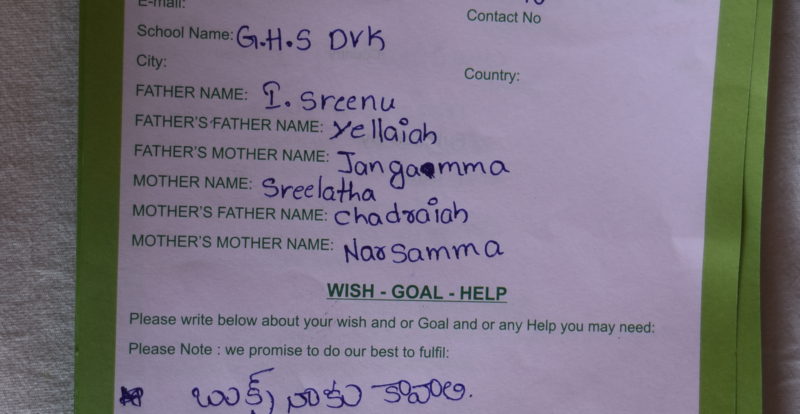 E-mail:
Contact No
School Name: G.H.S DVK
City:
Country:
FATHER NAME: I. Sreenu
FATHER'S FATHER NAME: Yellaiah
FATHER'S MOTHER NAME: Jangamma
MOTHER NAME: Sreelatha
MOTHER'S FATHER NAME: Chadraiah
MOTHER'S MOTHER NAME: Narsamma
WISH - GOAL - HELP
Please write below about your wish and or Goal and or any Help you may need:
Please Note : we promise to do our best to fulfil:
బుక్స్ నాకు కావాలి.